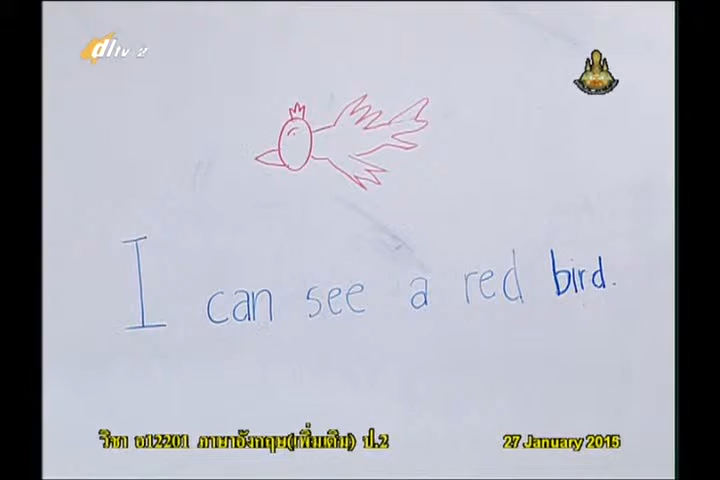 dltv 2
I can see a red bird.
วิชา อ12201 ภาษาอังกฤษ(เพิ่มเติม) ป.2
27 January 2015